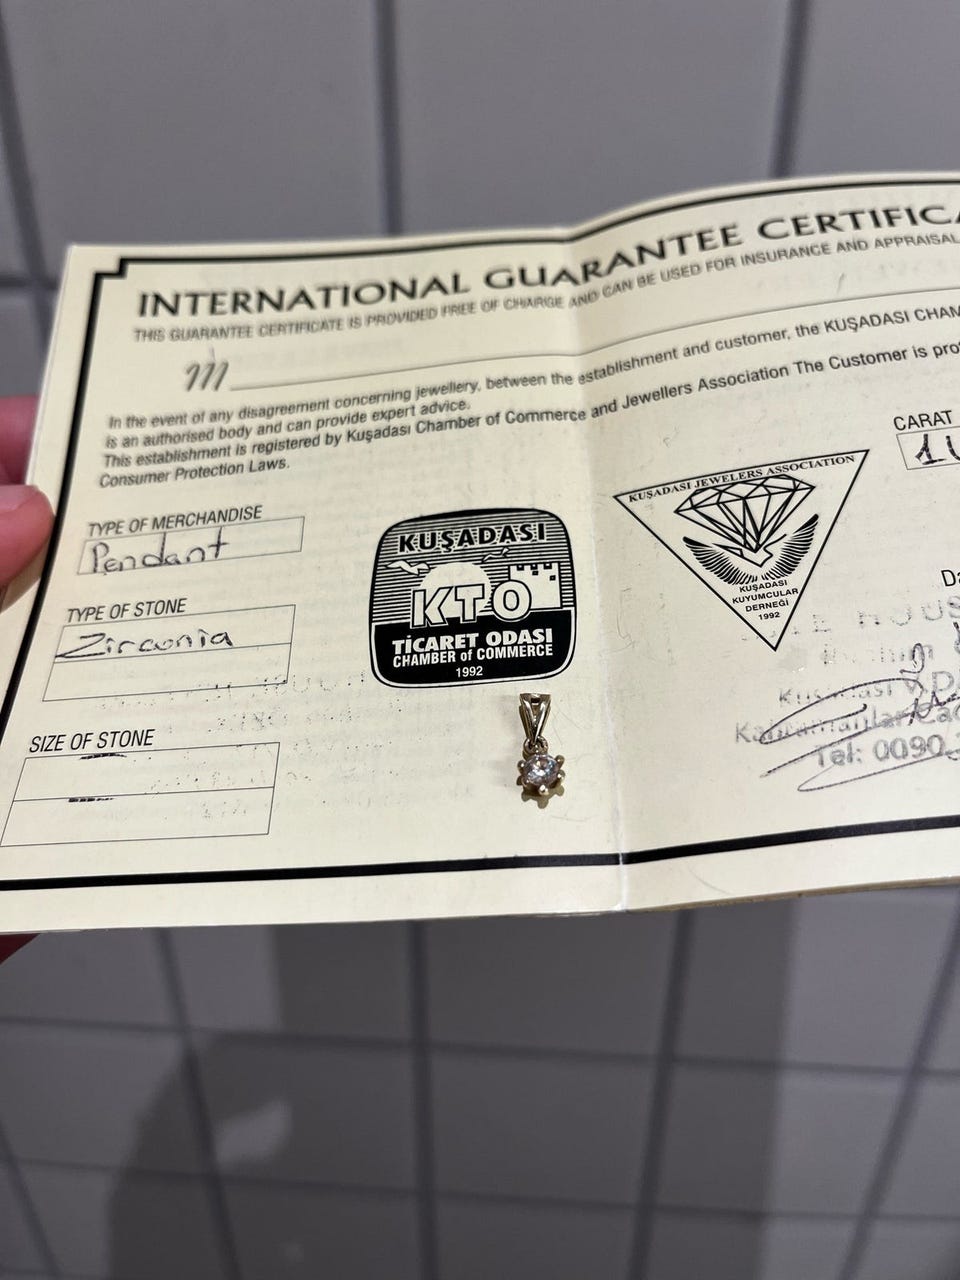 INTERNATIONAL GUARANTEE
THIS GUARANTEE CERTIFICATE IS PROVIDED FREE OF CHARGE AND CAN BE USED FOR INSURANCE AND APPRAISAL
In the event of any disagreement concerning jewellery, between the establishment and customer, the KUŞADASI
is an authorised body and can provide expert advice.
This establishment is registered by Kuşadası Chamber of Commerce and Jewellers Association The Customer is
Consumer Protection Laws.
CARAT
TYPE OF MERCHANDISE
Pendant
TYPE OF STONE
Zirconia
SIZE OF STONE
KUŞADASI
KTO
TİCARET ODASI
CHAMBER of COMMERCE
1992
KUŞADASI JEWELERS ASSOCIATION
KUŞADASI
KUYUMCULAR
DERNEĞİ
1992
Tel: 0090